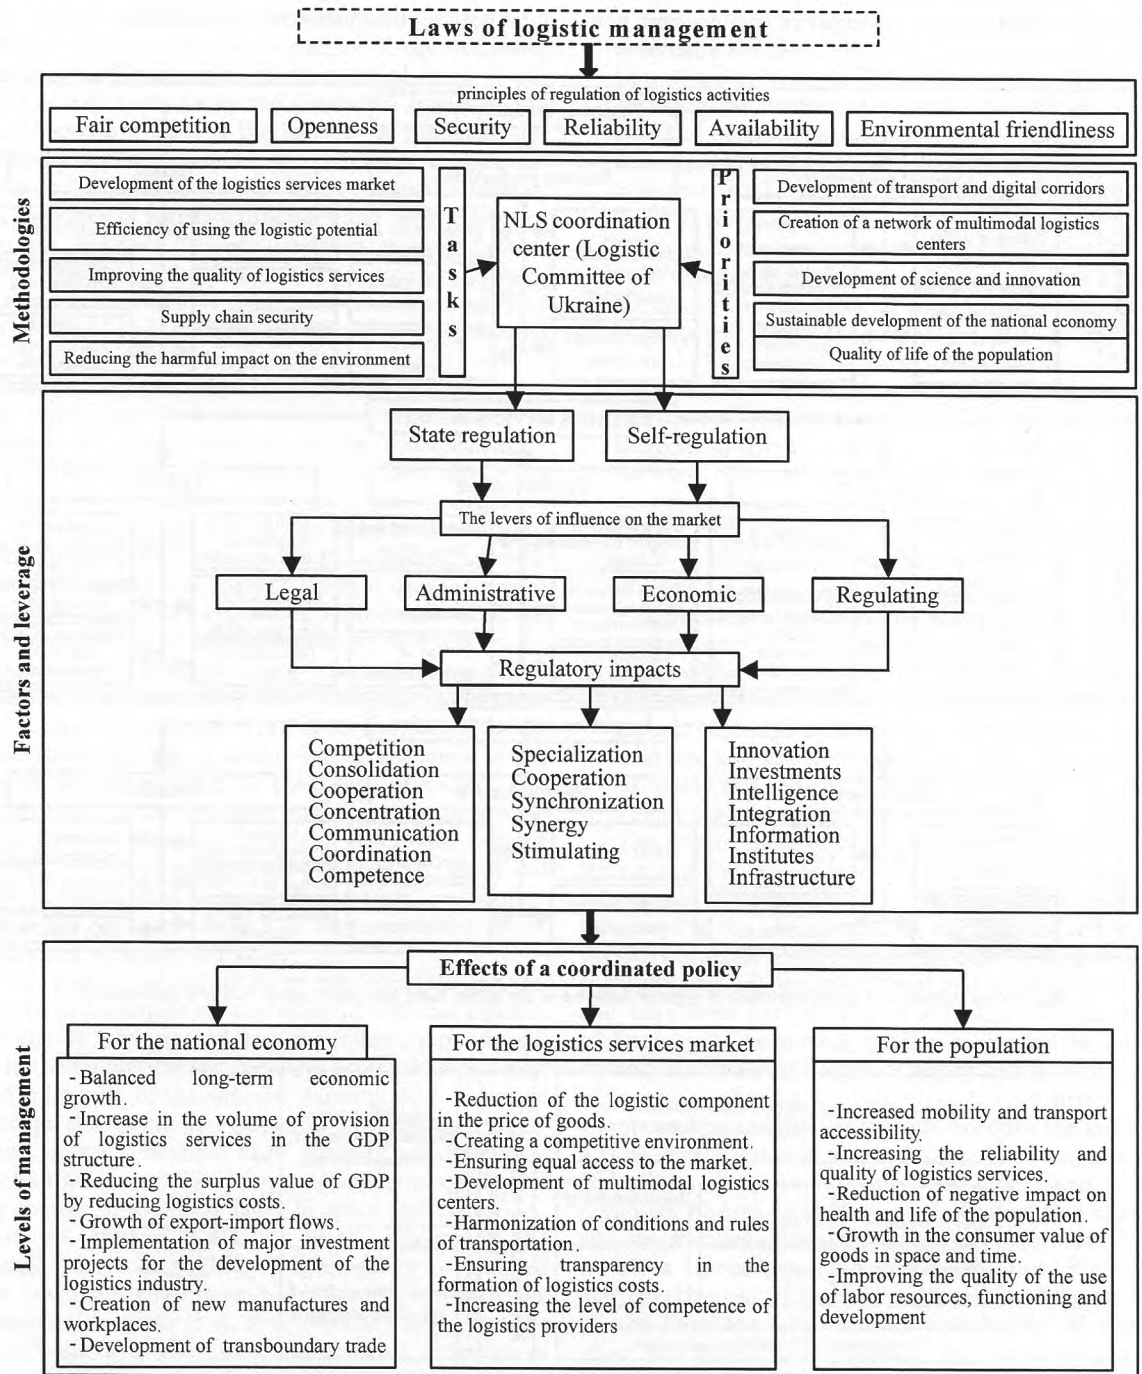 Laws of logistic management
principles of regulation of logistics activities
Fair competition
Openness
Security
Reliability
Availability
Environmental friendliness
Methodologies
Development of the logistics services market
Efficiency of using the logistic potential
Improving the quality of logistics services
Supply chain security
Reducing the harmful impact on the environment
Tasks
NLS coordination
center (Logistic
Committee of
Ukraine)
Priorities
Development of transport and digital corridors
Creation of a network of multimodal logistics
centers
Development of science and innovation
Sustainable development of the national economy
Quality of life of the population
Factors and leverage
State regulation
Self-regulation
The levers of influence on the market
Legal
Administrative
Economic
Regulating
Regulatory impacts
Competition
Consolidation
Cooperation
Concentration
Communication
Coordination
Competence
Specialization
Cooperation
Synchronization
Synergy
Stimulating
Innovation
Investments
Intelligence
Integration
Information
Institutes
Infrastructure
Levels of management
Effects of a coordinated policy
For the national economy
- Balanced long-term economic
growth.
- Increase in the volume of provision
of logistics services in the GDP
structure.
- Reducing the surplus value of GDP
by reducing logistics costs.
- Growth of export-import flows.
- Implementation of major investment
projects for the development of the
logistics industry.
- Creation of new manufactures and
workplaces.
- Development of transboundary trade
For the logistics services market
- Reduction of the logistic component
in the price of goods.
- Creating a competitive environment.
- Ensuring equal access to the market.
- Development of multimodal logistics
centers.
- Harmonization of conditions and rules
of transportation.
- Ensuring transparency in the
formation of logistics costs.
- Increasing the level of competence of
the logistics providers
For the population
- Increased mobility and transport
accessibility.
- Increasing the reliability and
quality of logistics services.
- Reduction of negative impact on
health and life of the population.
- Growth in the consumer value of
goods in space and time.
- Improving the quality of the use
of labor resources, functioning and
development